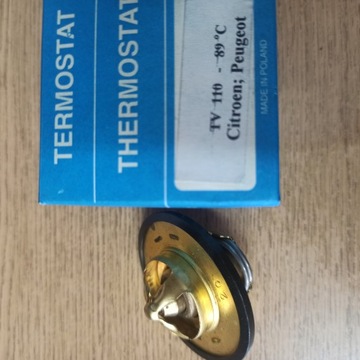 TERMOSTAT
THERMOSTAT
TV 110 - 89 °C
Citroen; Peugeot
MADE IN POLAND